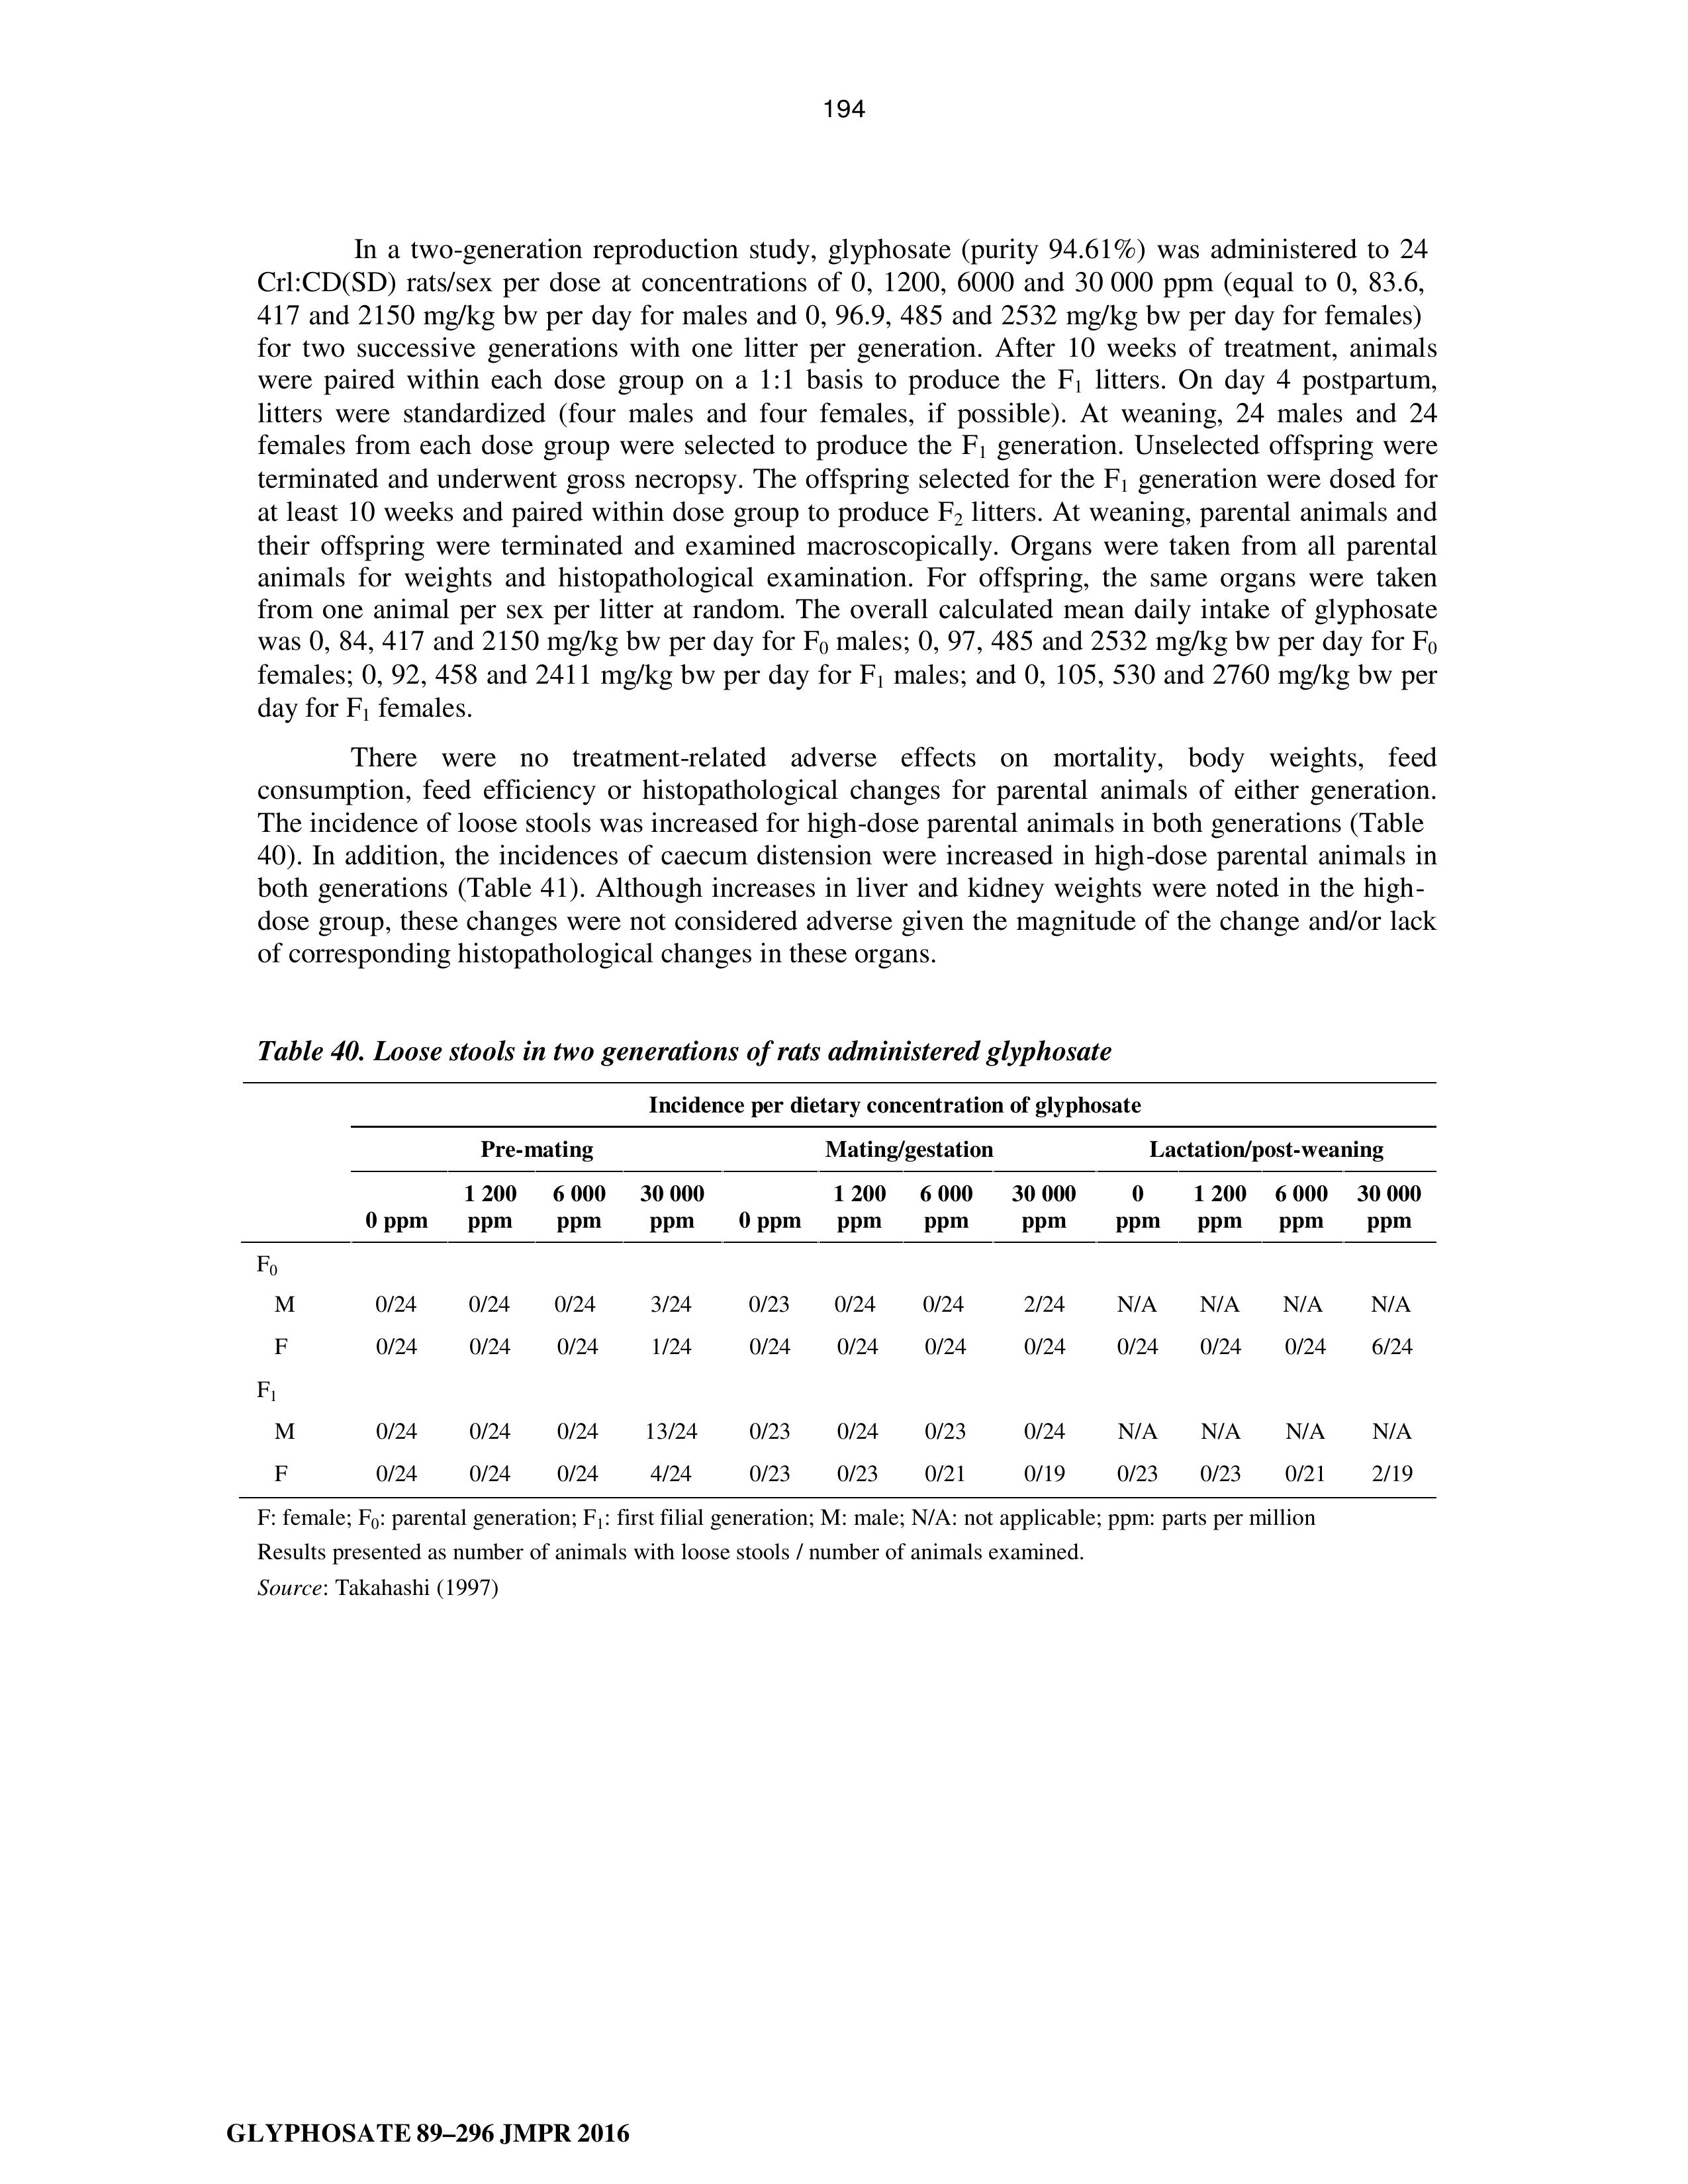 194
In a two-generation reproduction study, glyphosate (purity 94.61%) was administered to 24
Crl:CD(SD) rats/sex per dose at concentrations of 0, 1200, 6000 and 30 000 ppm (equal to 0, 83.6,
417 and 2150 mg/kg bw per day for males and 0, 96.9, 485 and 2532 mg/kg bw per day for females)
for two successive generations with one litter per generation. After 10 weeks of treatment, animals
were paired within each dose group on a 1:1 basis to produce the F₁ litters. On day 4 postpartum,
litters were standardized (four males and four females, if possible). At weaning, 24 males and 24
females from each dose group were selected to produce the F₁ generation. Unselected offspring were
terminated and underwent gross necropsy. The offspring selected for the F₁ generation were dosed for
at least 10 weeks and paired within dose group to produce F₂ litters. At weaning, parental animals and
their offspring were terminated and examined macroscopically. Organs were taken from all parental
animals for weights and histopathological examination. For offspring, the same organs were taken
from one animal per sex per litter at random. The overall calculated mean daily intake of glyphosate
was 0, 84, 417 and 2150 mg/kg bw per day for F₀ males; 0, 97, 485 and 2532 mg/kg bw per day for F₀
females; 0, 92, 458 and 2411 mg/kg bw per day for F₁ males; and 0, 105, 530 and 2760 mg/kg bw per
day for F₁ females.
There were no treatment-related adverse effects on mortality, body weights, feed
consumption, feed efficiency or histopathological changes for parental animals of either generation.
The incidence of loose stools was increased for high-dose parental animals in both generations (Table
40). In addition, the incidences of caecum distension were increased in high-dose parental animals in
both generations (Table 41). Although increases in liver and kidney weights were noted in the high-
dose group, these changes were not considered adverse given the magnitude of the change and/or lack
of corresponding histopathological changes in these organs.
Table 40. Loose stools in two generations of rats administered glyphosate
Incidence per dietary concentration of glyphosate
Pre-mating Mating/gestation Lactation/post-weaning
1 200 6 000 30 000 1 200 6 000 30 000 0 1 200 6 000 30 000
0 ppm ppm ppm ppm 0 ppm ppm ppm ppm ppm ppm ppm ppm
F₀
M 0/24 0/24 0/24 3/24 0/23 0/24 0/24 2/24 N/A N/A N/A N/A
F 0/24 0/24 0/24 1/24 0/24 0/24 0/24 0/24 0/24 0/24 0/24 6/24
F₁
M 0/24 0/24 0/24 13/24 0/23 0/24 0/23 0/24 N/A N/A N/A N/A
F 0/24 0/24 0/24 4/24 0/23 0/23 0/21 0/19 0/23 0/23 0/21 2/19
F: female; F₀: parental generation; F₁: first filial generation; M: male; N/A: not applicable; ppm: parts per million
Results presented as number of animals with loose stools / number of animals examined.
Source: Takahashi (1997)
GLYPHOSATE 89–296 JMPR 2016